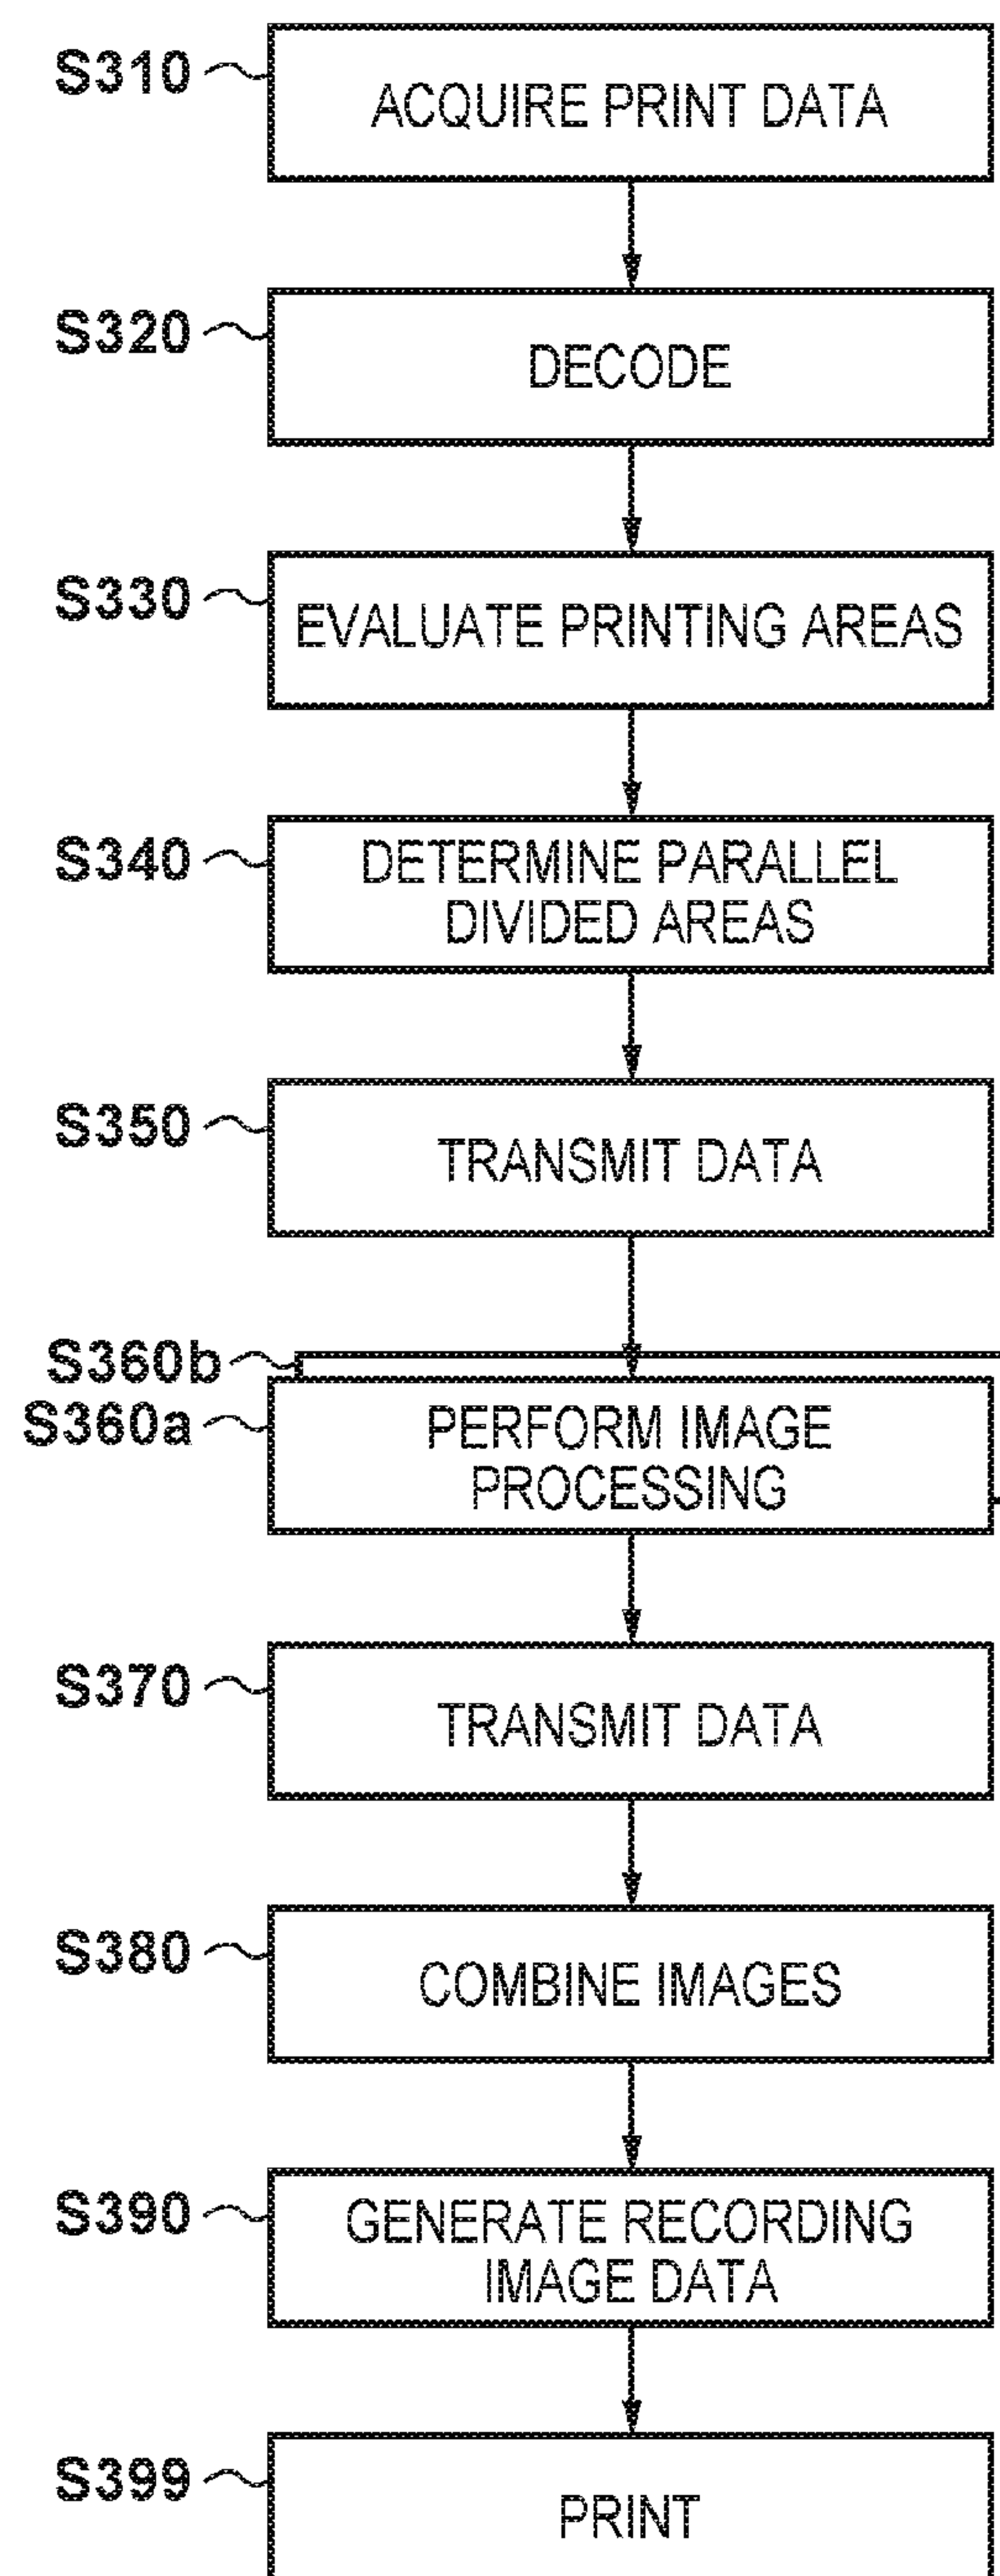 S310
ACQUIRE PRINT DATA
S320
DECODE
S330
EVALUATE PRINTING AREAS
S340
DETERMINE PARALLEL
DIVIDED AREAS
S350
TRANSMIT DATA
S360b
S360a
PERFORM IMAGE
PROCESSING
S370
TRANSMIT DATA
S380
COMBINE IMAGES
S390
GENERATE RECORDING
IMAGE DATA
S399
PRINT